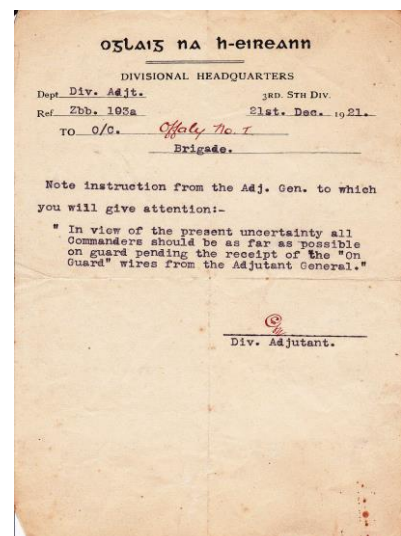 oglaiġ na h-eireann
DIVISIONAL HEADQUARTERS
Dept Div. Adjt. 3RD. STH DIV.
Ref Zbb. 103a 21st. Dec. 1921.
TO O/C. Offaly No. I
Brigade.
Note instruction from the Adj. Gen. to which
you will give attention:-
" In view of the present uncertainty all
Commanders should be as far as possible
on guard pending the receipt of the "On
Guard" wires from the Adjutant General."
Div. Adjutant.